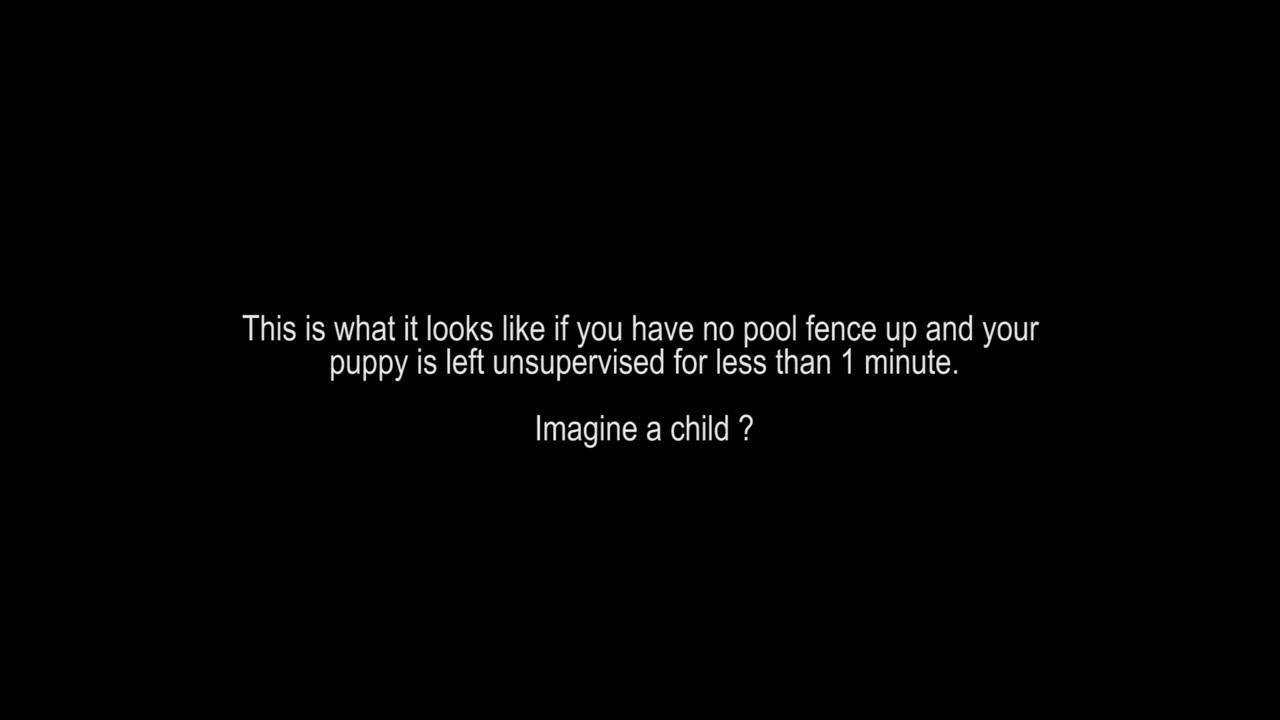 This is what it looks like if you have no pool fence up and your
puppy is left unsupervised for less than 1 minute.
Imagine a child ?